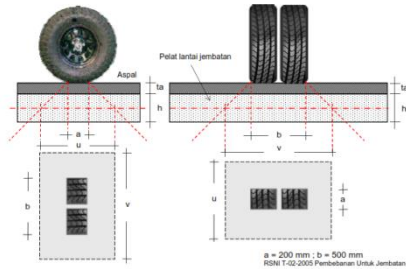 Aspal
Pelat lantai jembatan
ta
h
a
u
b
v
ta
h
b
v
u
a
a = 200 mm ; b = 500 mm
RSNI T-02-2005 Pembebanan Untuk Jembatan